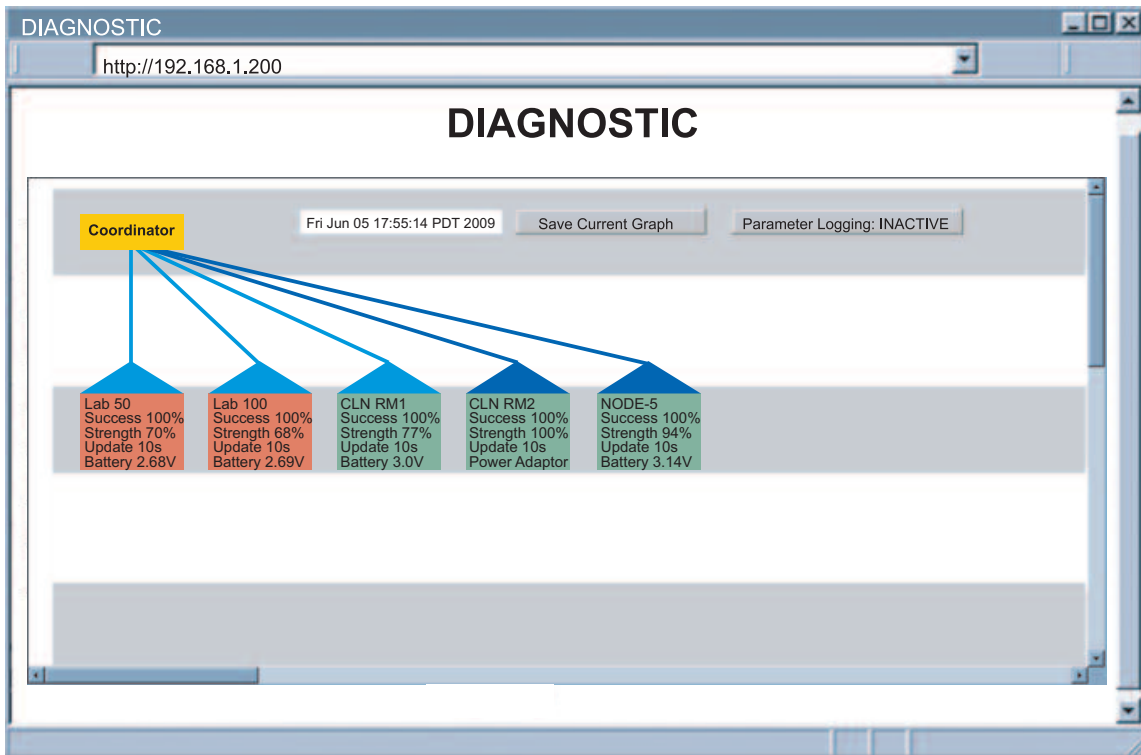 DIAGNOSTIC
http://192.168.1.200
DIAGNOSTIC
Coordinator
Fri Jun 05 17:55:14 PDT 2009
Save Current Graph
Parameter Logging: INACTIVE
Lab 50
Success 100%
Strength 70%
Update 10s
Battery 2.68V
Lab 100
Success 100%
Strength 68%
Update 10s
Battery 2.69V
CLN RM1
Success 100%
Strength 77%
Update 10s
Battery 3.0V
CLN RM2
Success 100%
Strength 100%
Update 10s
Power Adaptor
NODE-5
Success 100%
Strength 94%
Update 10s
Battery 3.14V